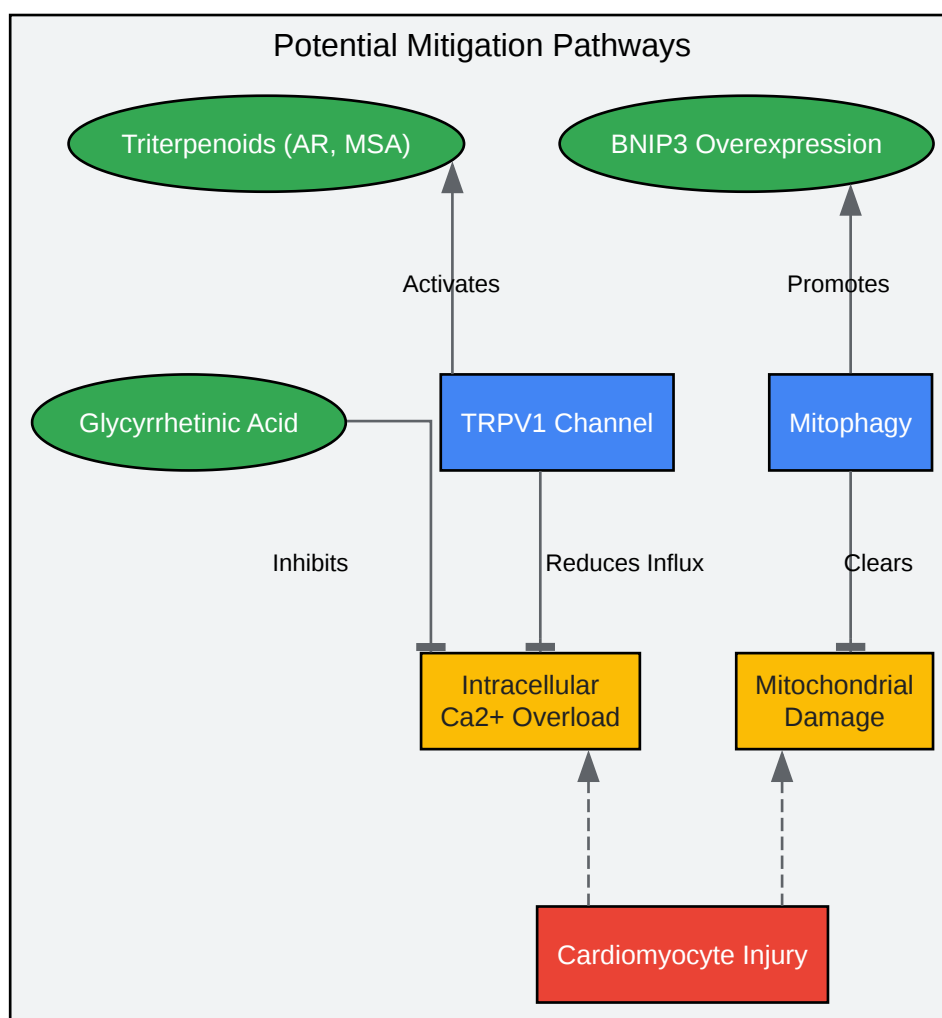 Potential Mitigation Pathways
Triterpenoids (AR, MSA)
BNIP3 Overexpression
Activates
Promotes
Glycyrrhetinic Acid
TRPV1 Channel
Mitophagy
Inhibits
Reduces Influx
Clears
Intracellular
Ca2+ Overload
Mitochondrial
Damage
Cardiomyocyte Injury